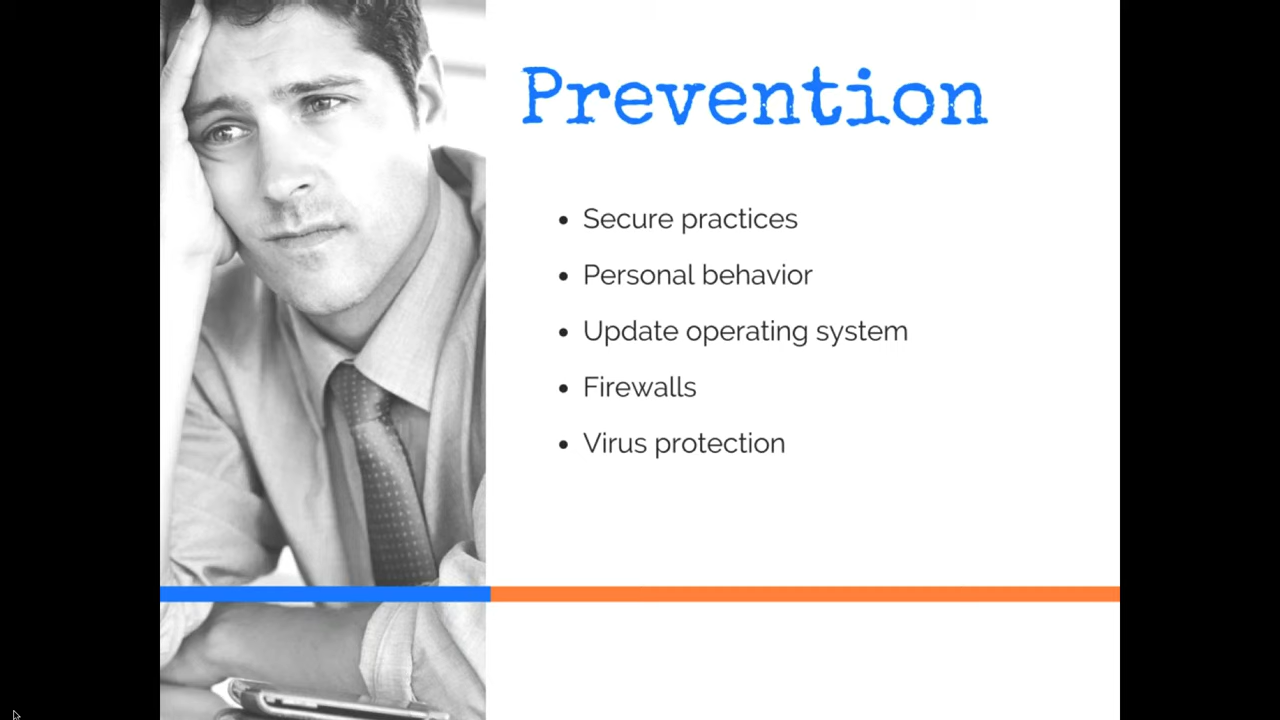 Prevention
Secure practices
Personal behavior
Update operating system
Firewalls
Virus protection